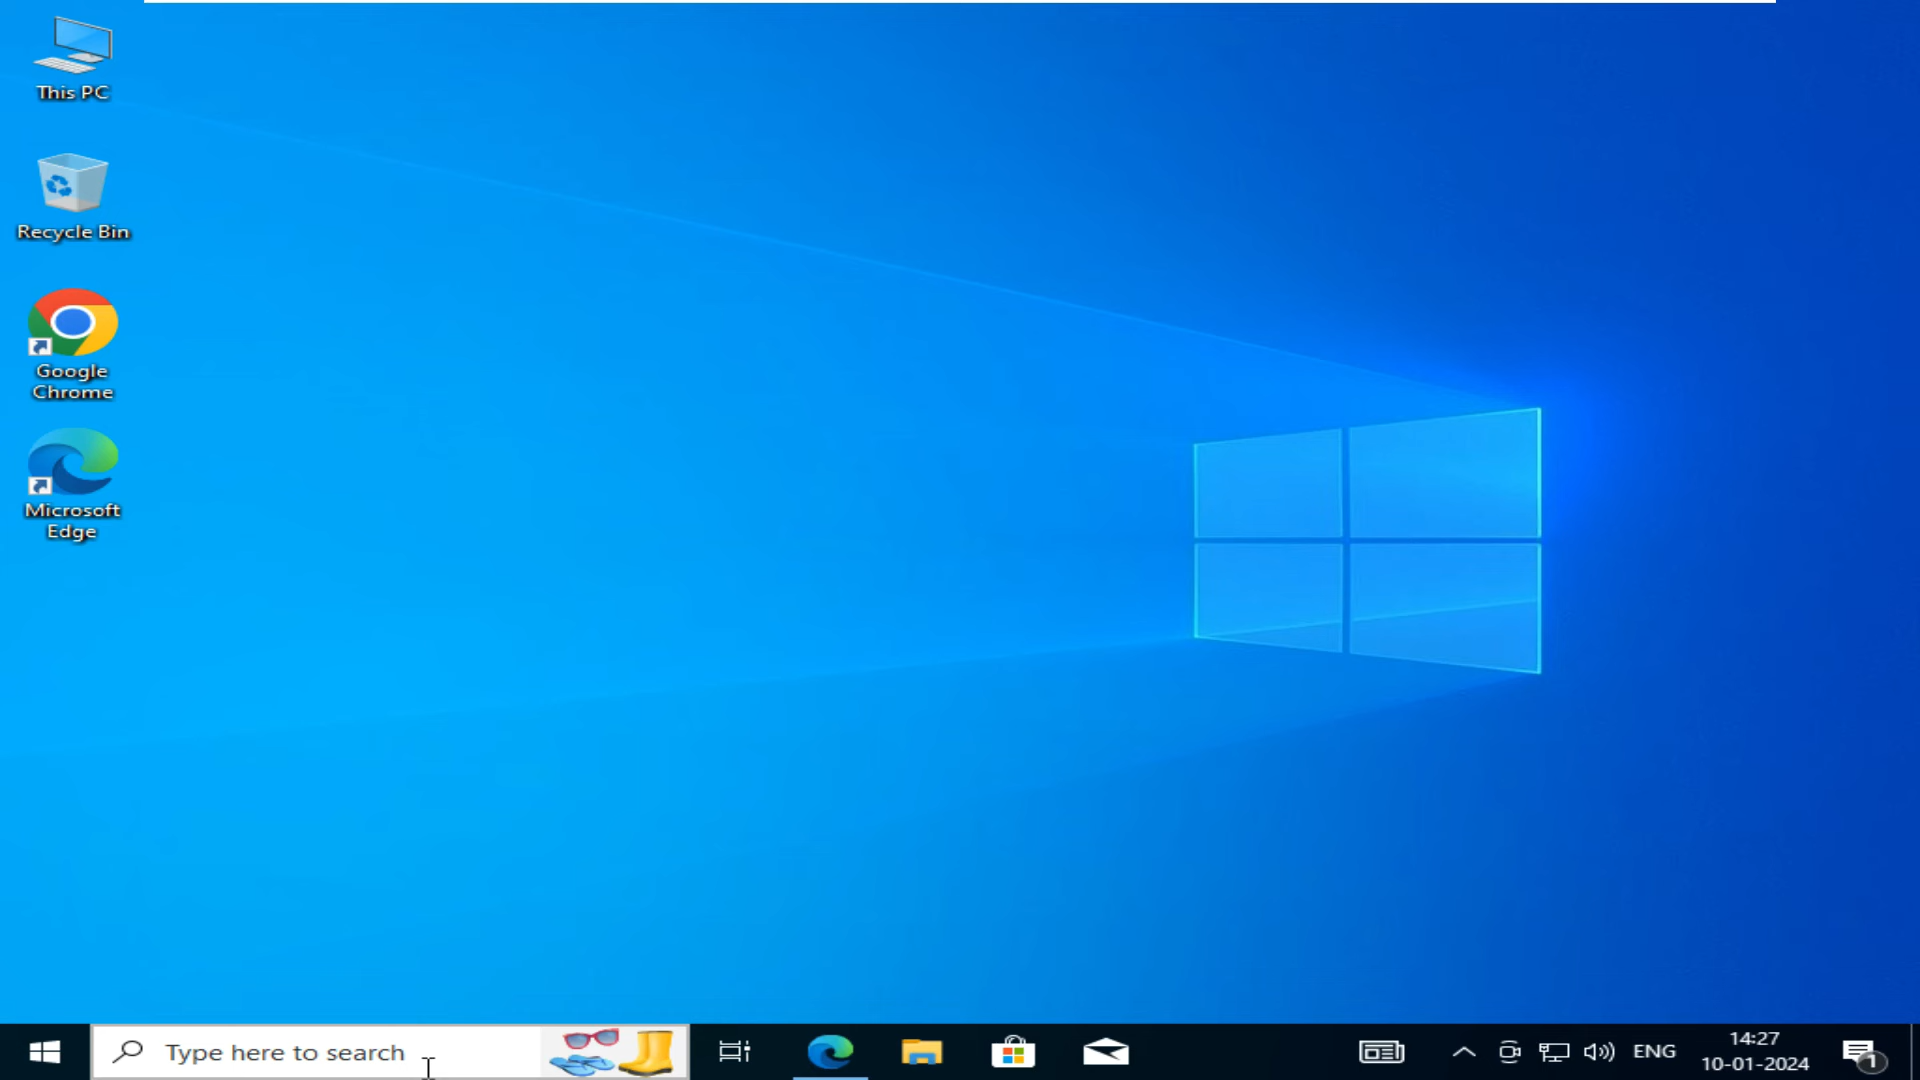 This PC
Recycle Bin
Google
Chrome
Microsoft
Edge
Type here to search
ENG
14:27
10-01-2024
1